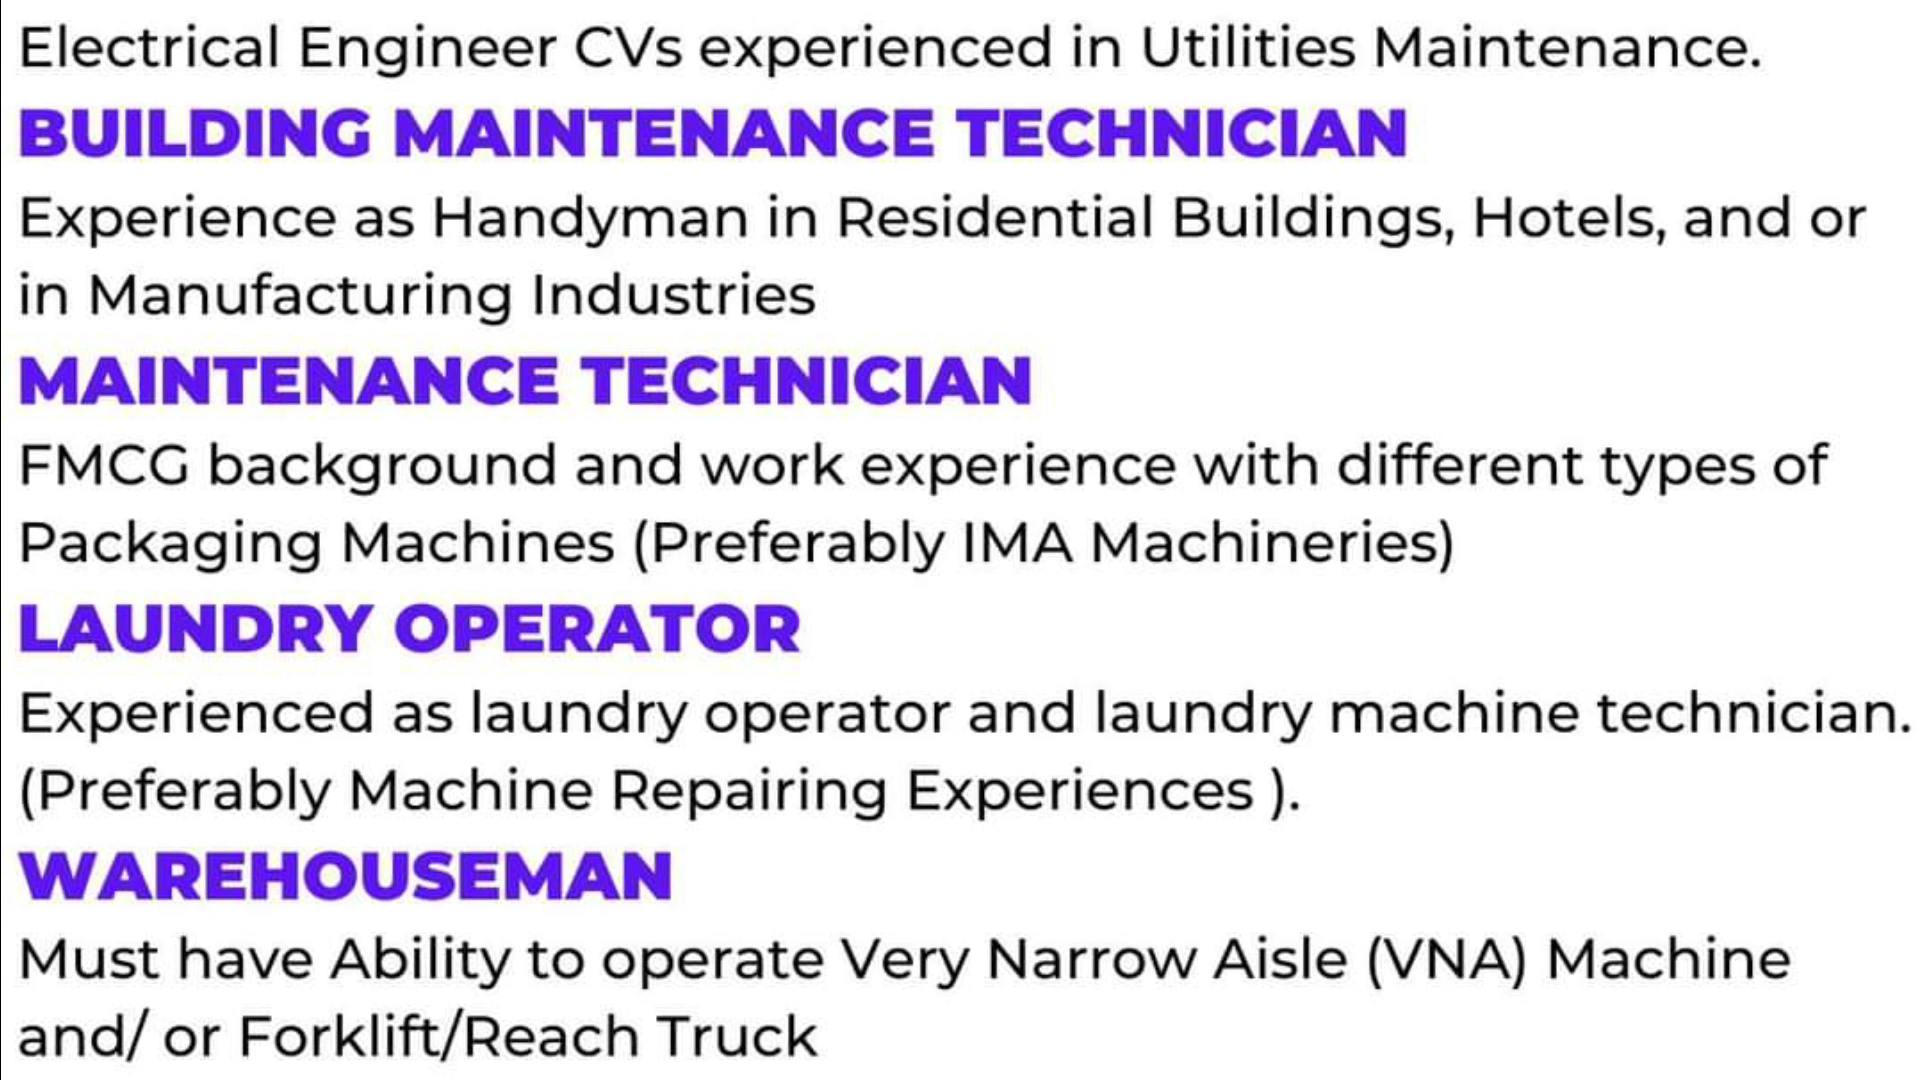 Electrical Engineer CVs experienced in Utilities Maintenance.
BUILDING MAINTENANCE TECHNICIAN
Experience as Handyman in Residential Buildings, Hotels, and or
in Manufacturing Industries
MAINTENANCE TECHNICIAN
FMCG background and work experience with different types of
Packaging Machines (Preferably IMA Machineries)
LAUNDRY OPERATOR
Experienced as laundry operator and laundry machine technician.
(Preferably Machine Repairing Experiences ).
WAREHOUSEMAN
Must have Ability to operate Very Narrow Aisle (VNA) Machine
and/ or Forklift/Reach Truck